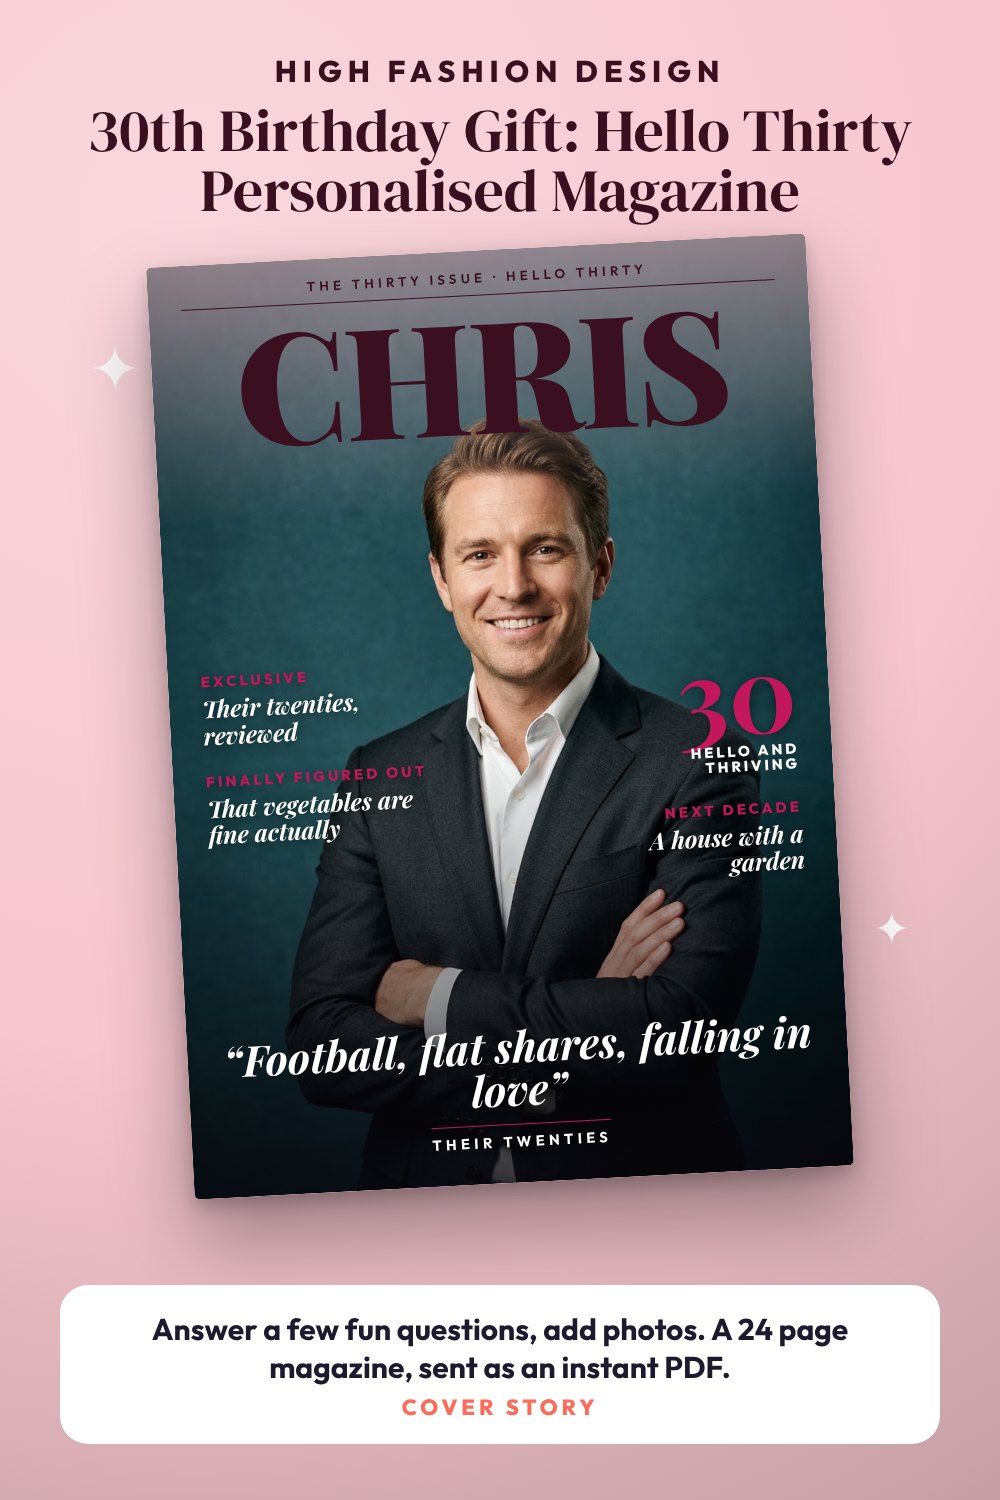 HIGH FASHION DESIGN
30th Birthday Gift: Hello Thirty
Personalised Magazine
THE THIRTY ISSUE · HELLO THIRTY
CHRIS
EXCLUSIVE
Their twenties,
reviewed
FINALLY FIGURED OUT
That vegetables are
fine actually
30
HELLO AND
THRIVING
NEXT DECADE
A house with a
garden
“Football, flat shares, falling in
love”
THEIR TWENTIES
Answer a few fun questions, add photos. A 24 page
magazine, sent as an instant PDF.
COVER STORY